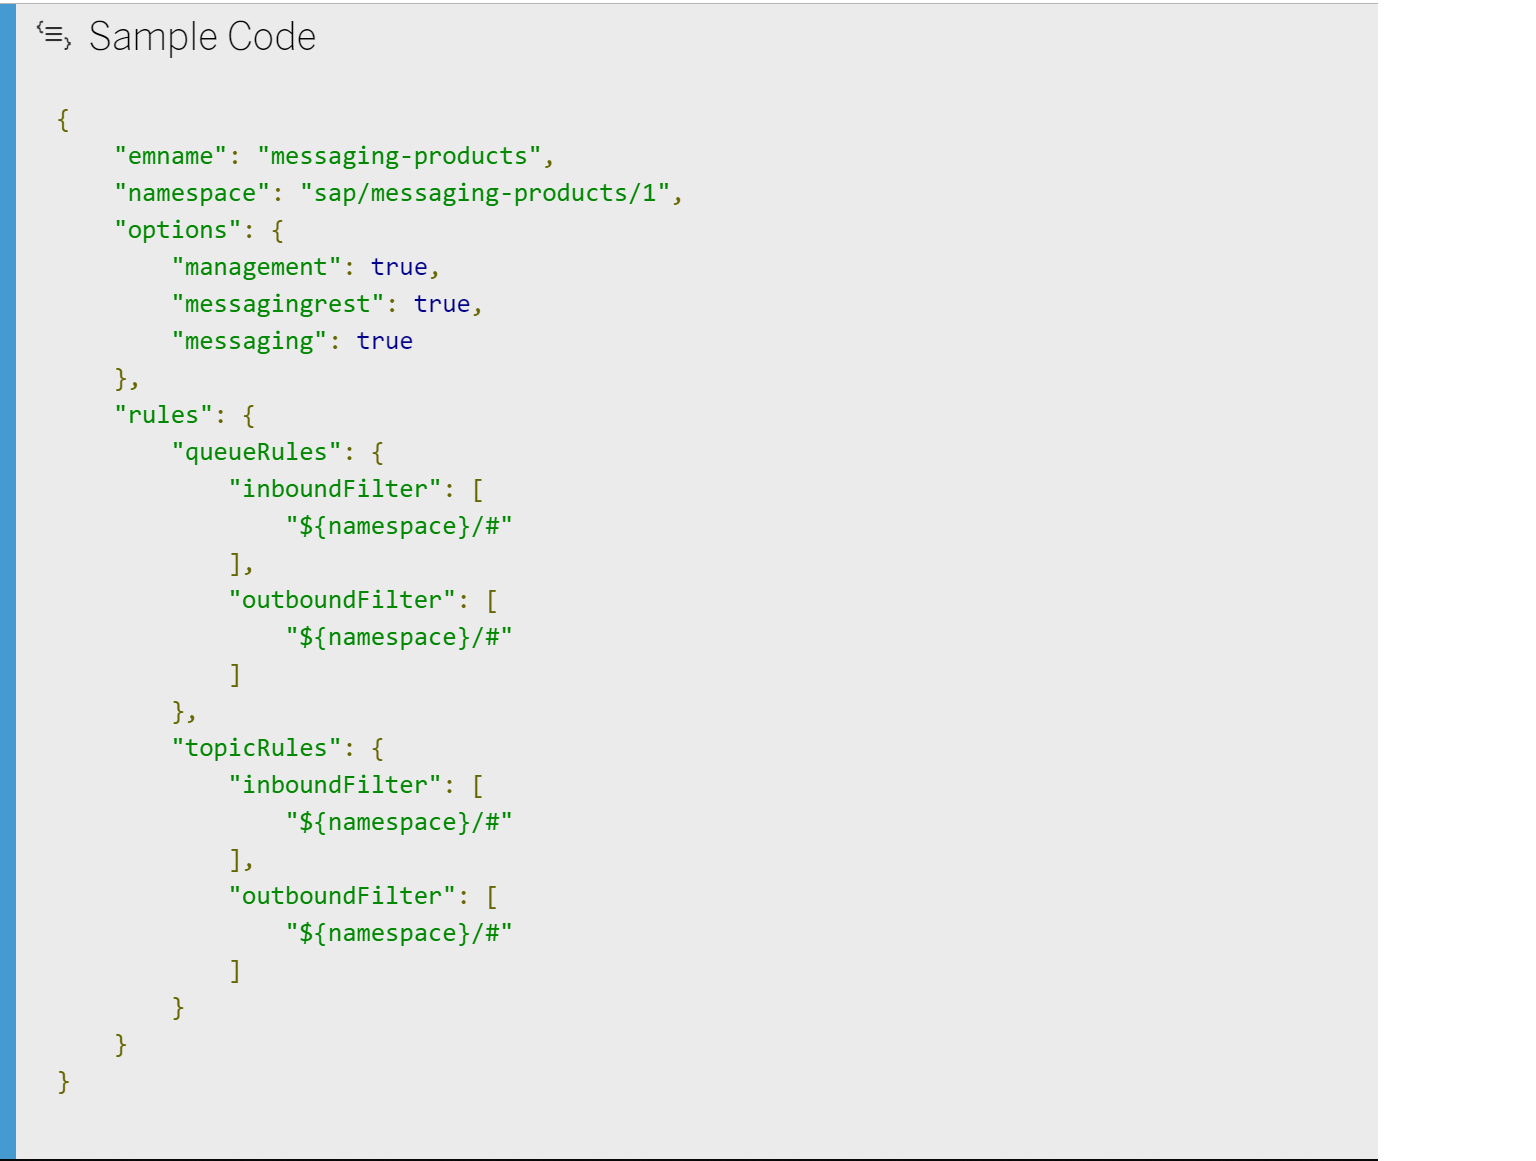 Sample Code
{
    "emname": "messaging-products",
    "namespace": "sap/messaging-products/1",
    "options": {
        "management": true,
        "messagingrest": true,
        "messaging": true
    },
    "rules": {
        "queueRules": {
            "inboundFilter": [
                "${namespace}/#"
            ],
            "outboundFilter": [
                "${namespace}/#"
            ]
        },
        "topicRules": {
            "inboundFilter": [
                "${namespace}/#"
            ],
            "outboundFilter": [
                "${namespace}/#"
            ]
        }
    }
}